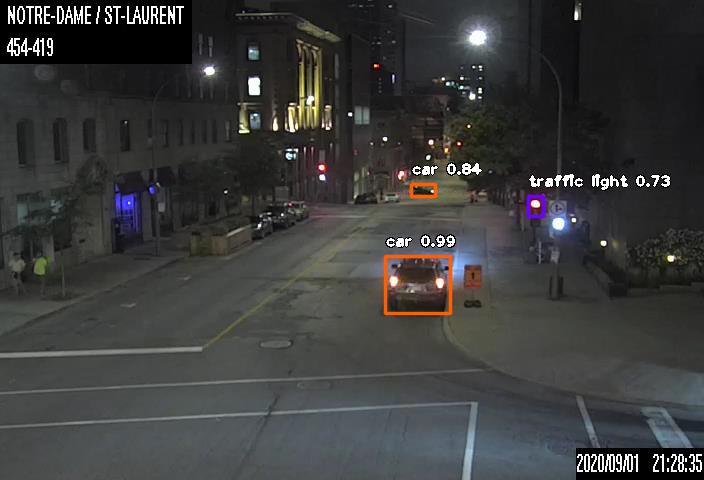 NOTRE-DAME / ST-LAURENT
454-419
car 0.84
traffic light 0.73
car 0.99
2020/09/01 21:28:35